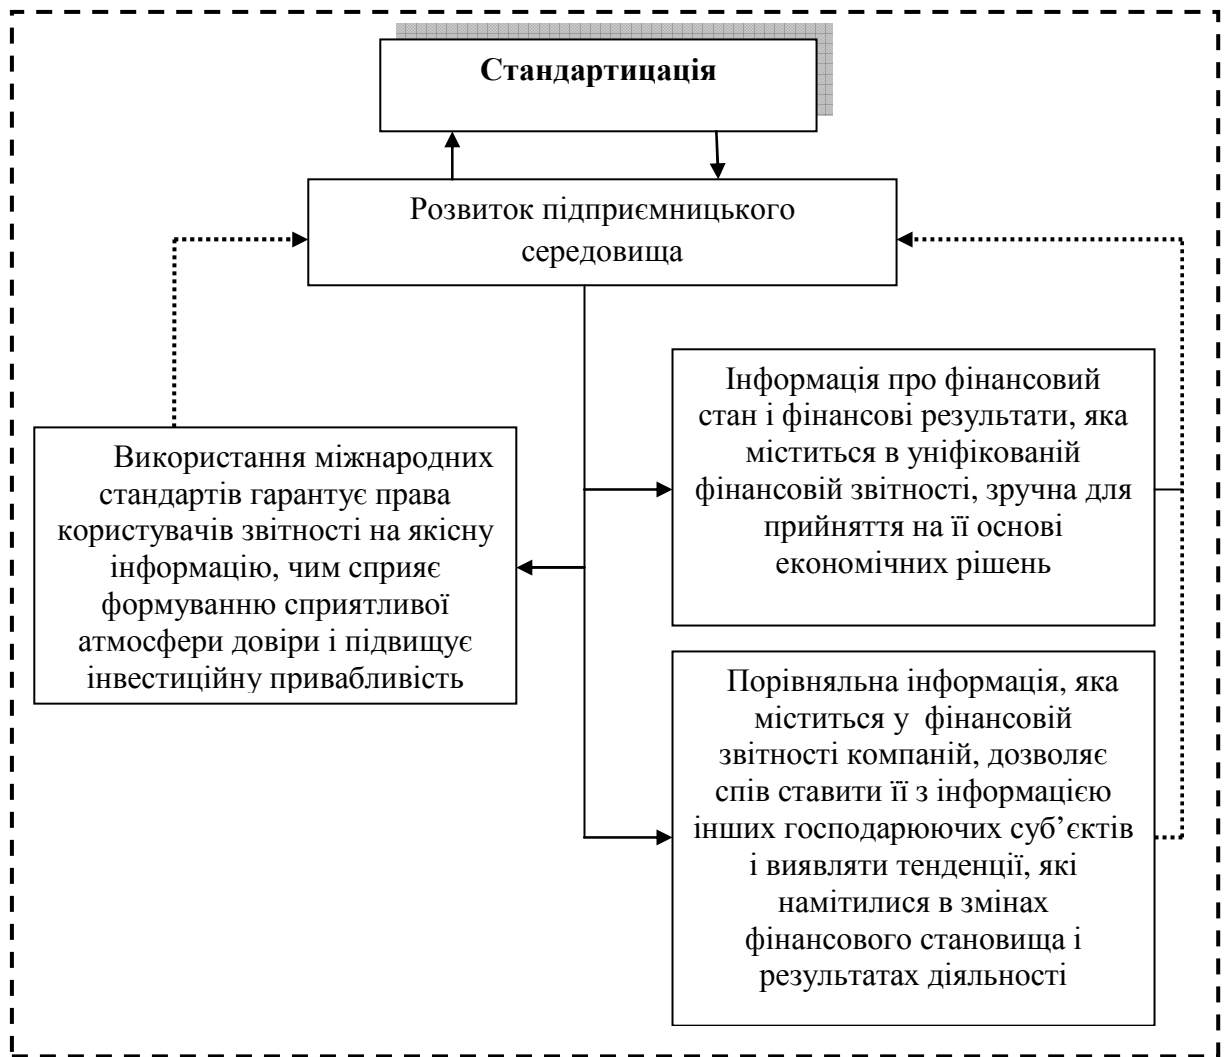 Стандартицація
Розвиток підприємницького
середовища
Використання міжнародних
стандартів гарантує права
користувачів звітності на якісну
інформацію, чим сприяє
формуванню сприятливої
атмосфери довіри і підвищує
інвестиційну привабливість
Інформація про фінансовий
стан і фінансові результати, яка
міститься в уніфікованій
фінансовій звітності, зручна для
прийняття на її основі
економічних рішень
Порівняльна інформація, яка
міститься у фінансовій
звітності компаній, дозволяє
спів ставити її з інформацією
інших господарюючих суб’єктів
і виявляти тенденції, які
намітилися в змінах
фінансового становища і
результатах діяльності